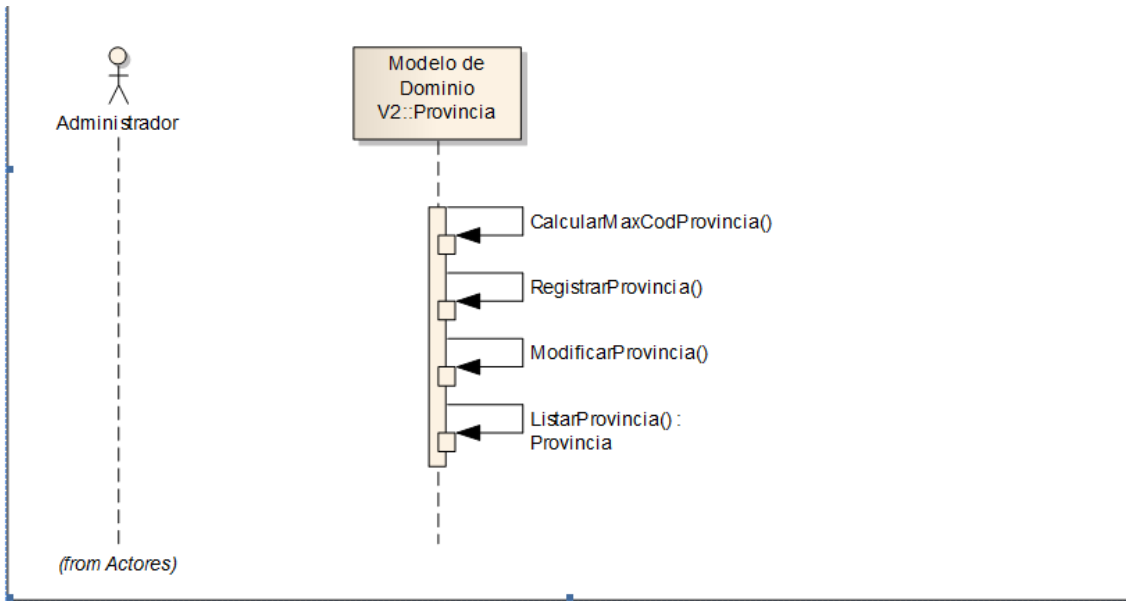 Modelo de
Dominio
V2::Provincia
Administrador
CalcularMaxCodProvincia()
RegistrarProvincia()
ModificarProvincia()
ListarProvincia() :
Provincia
(from Actores)